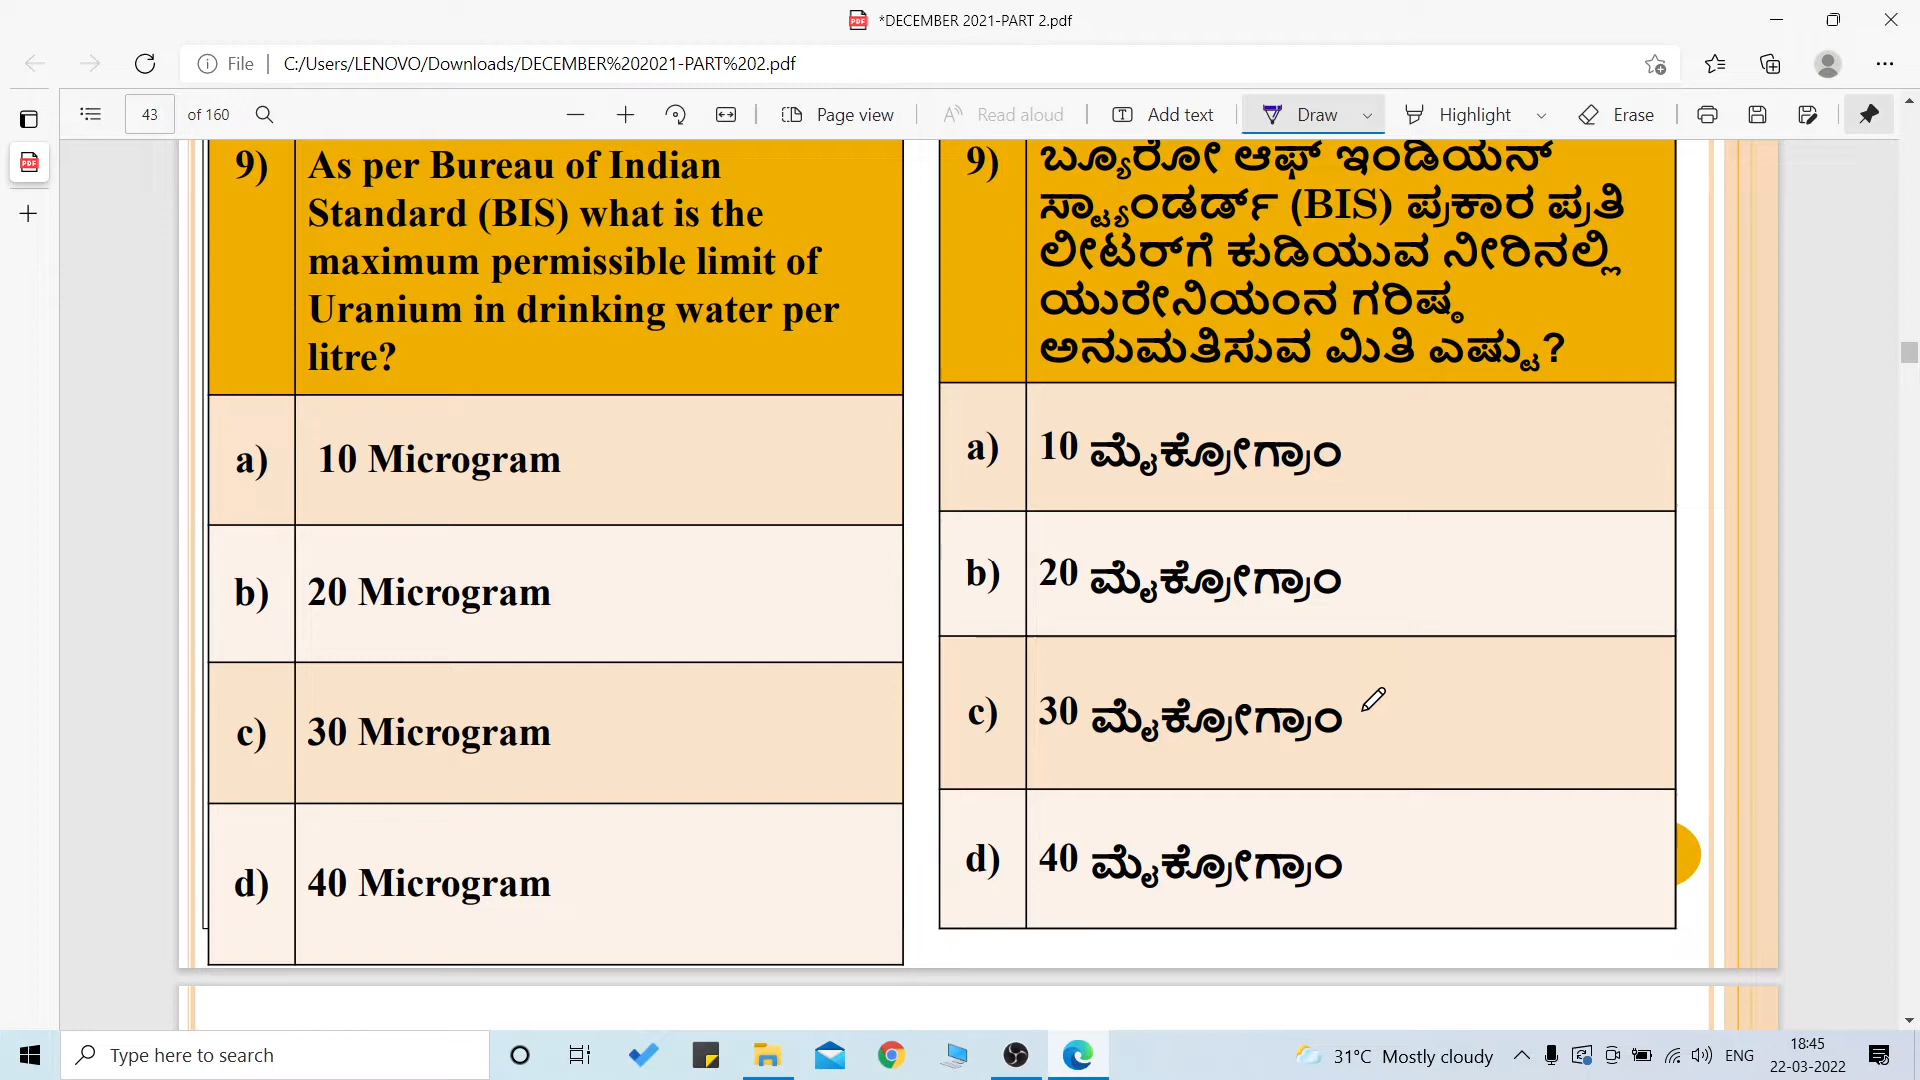 *DECEMBER 2021-PART 2.pdf
File
C:/Users/LENOVO/Downloads/DECEMBER%202021-PART%202.pdf
43 of 160
Page view
Read aloud
Add text
Draw
Highlight
Erase
9) As per Bureau of Indian
Standard (BIS) what is the
maximum permissible limit of
Uranium in drinking water per
litre?
a) 10 Microgram
b) 20 Microgram
c) 30 Microgram
d) 40 Microgram
9) ಬ್ಯೂರೋ ಆಫ್ ಇಂಡಿಯನ್
ಸ್ಟ್ಯಾಂಡರ್ಡ್ (BIS) ಪ್ರಕಾರ ಪ್ರತಿ
ಲೀಟರ್‌ಗೆ ಕುಡಿಯುವ ನೀರಿನಲ್ಲಿ
ಯುರೇನಿಯಂನ ಗರಿಷ್ಠ
ಅನುಮತಿಸುವ ಮಿತಿ ಎಷ್ಟು?
a) 10 ಮೈಕ್ರೋಗ್ರಾಂ
b) 20 ಮೈಕ್ರೋಗ್ರಾಂ
c) 30 ಮೈಕ್ರೋಗ್ರಾಂ
d) 40 ಮೈಕ್ರೋಗ್ರಾಂ
Type here to search
31°C Mostly cloudy
ENG
18:45
22-03-2022